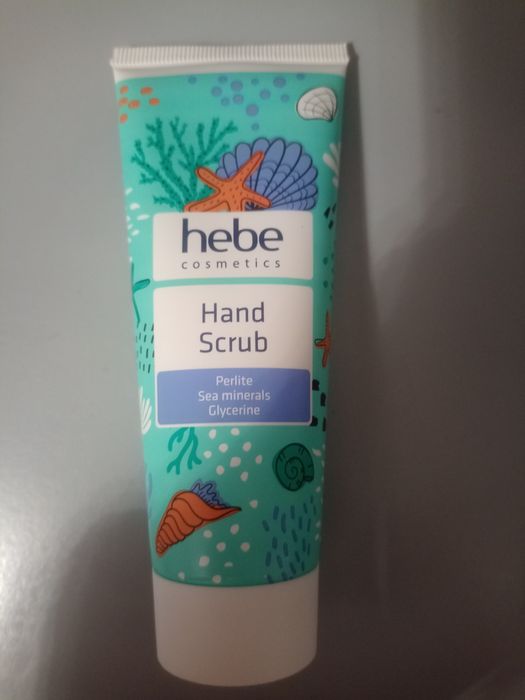 hebe
cosmetics
Hand
Scrub
Perlite
Sea minerals
Glycerine